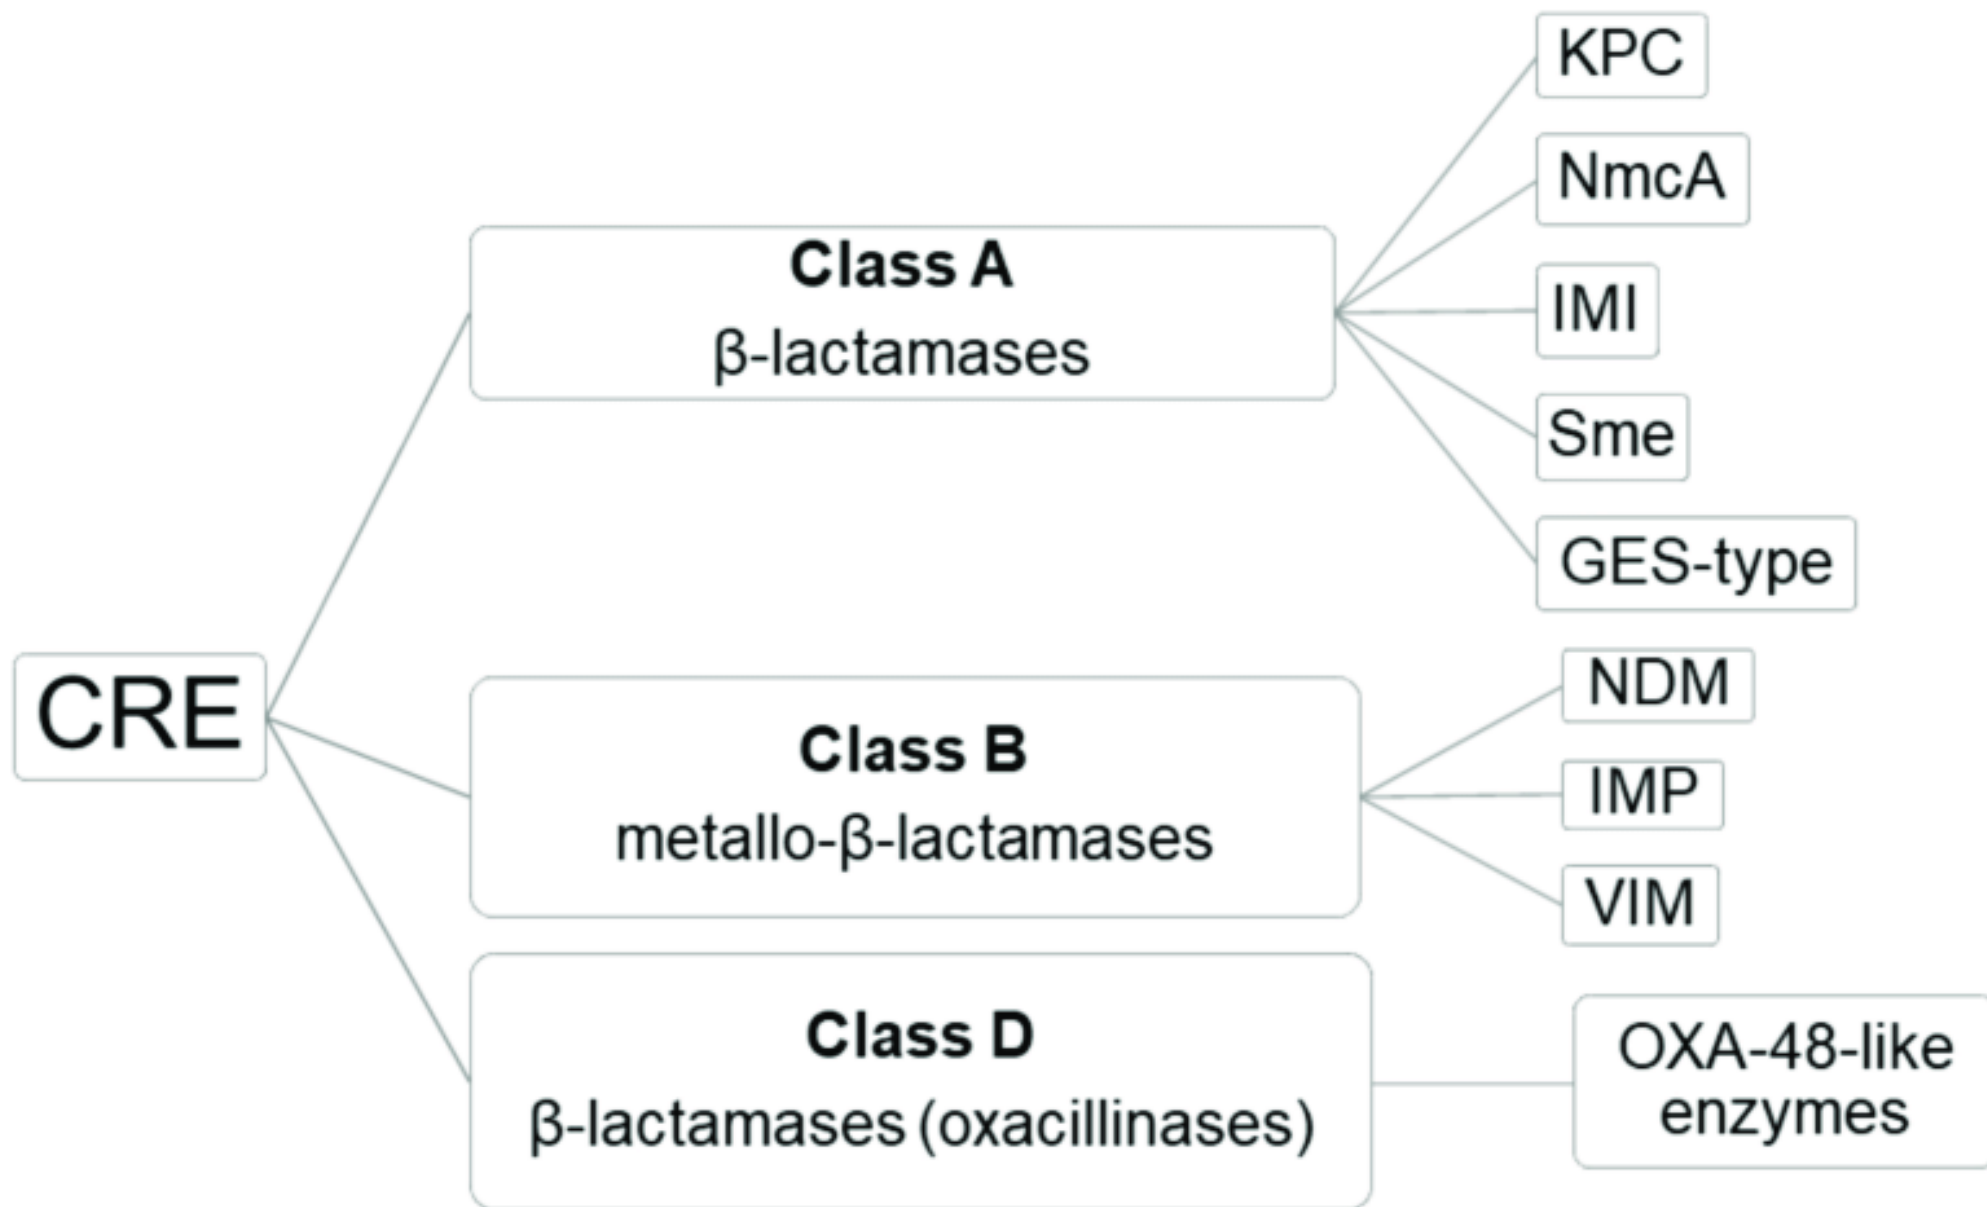 CRE
Class A
β-lactamases
KPC
NmcA
IMI
Sme
GES-type
Class B
metallo-β-lactamases
NDM
IMP
VIM
Class D
β-lactamases (oxacillinases)
OXA-48-like
enzymes